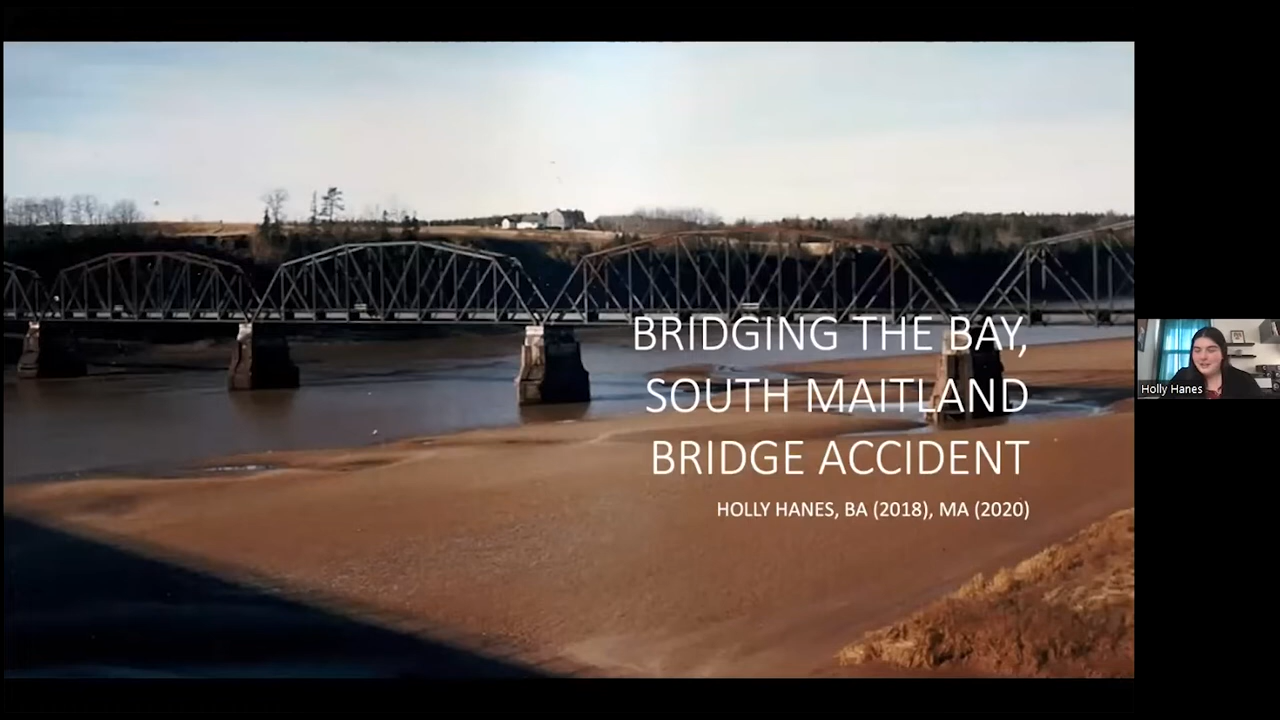 BRIDGING THE BAY,
SOUTH MAITLAND
BRIDGE ACCIDENT
HOLLY HANES, BA (2018), MA (2020)
Holly Hanes